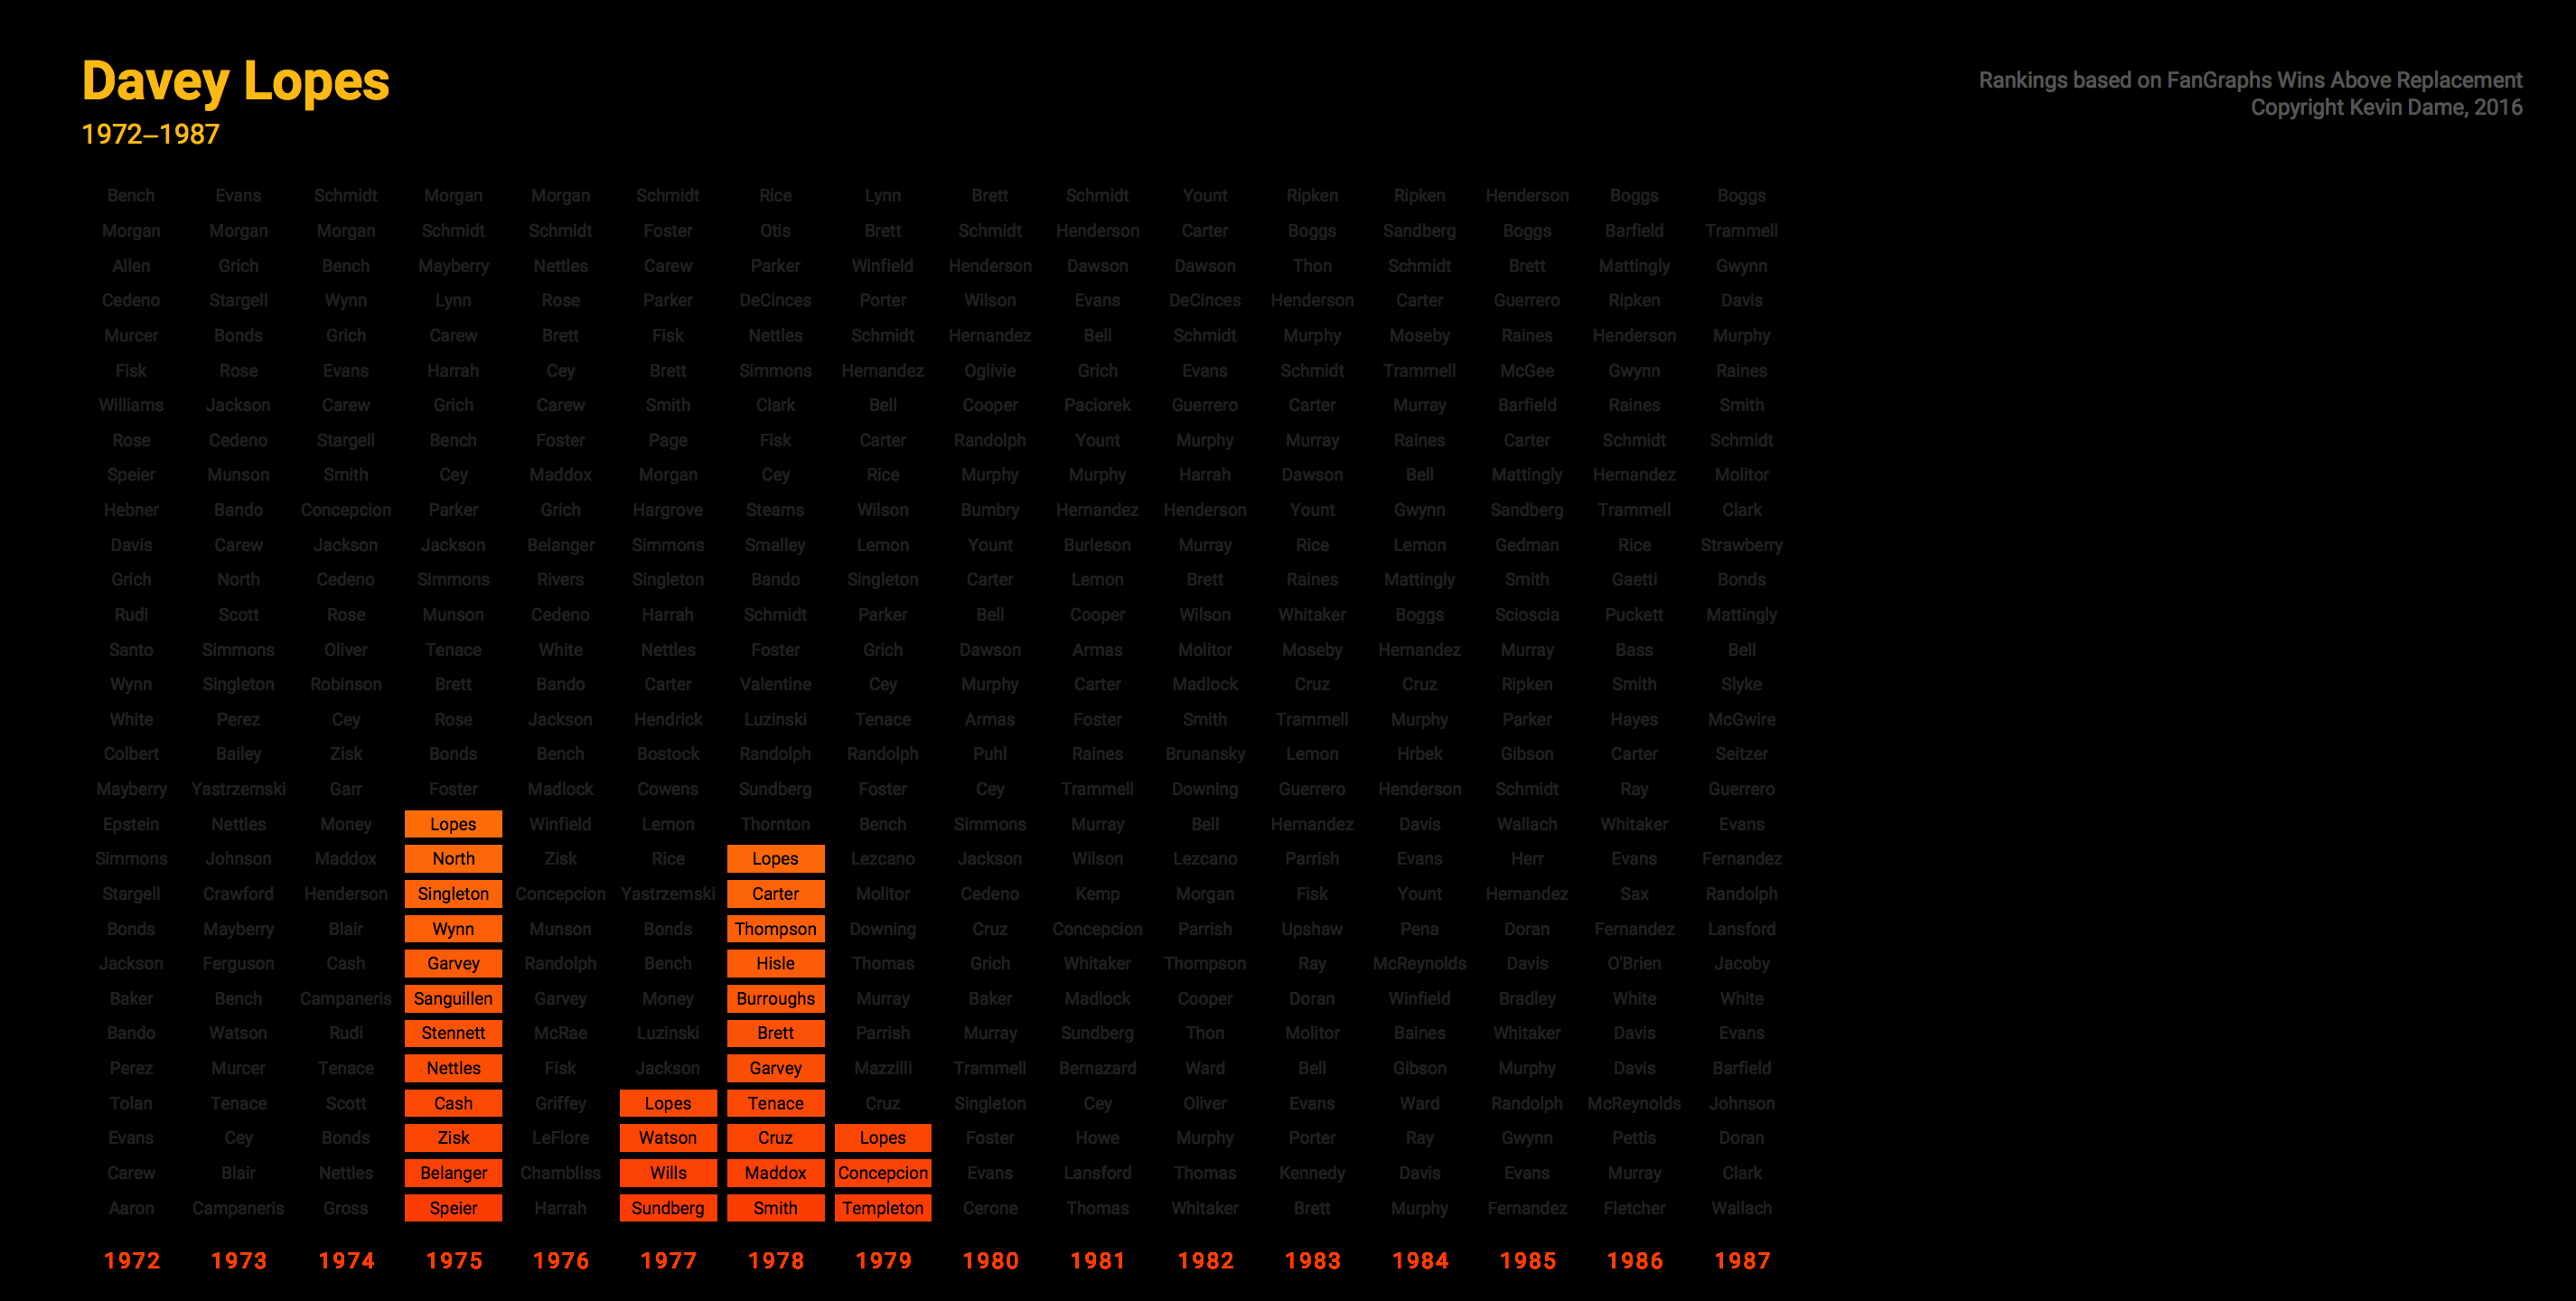 Davey Lopes
1972–1987
Rankings based on FanGraphs Wins Above Replacement
Copyright Kevin Dame, 2016
Bench Evans Schmidt Morgan Morgan Schmidt Rice Lynn Brett Schmidt Yount Ripken Ripken Henderson Boggs Boggs
Morgan Morgan Morgan Schmidt Schmidt Foster Otis Brett Schmidt Henderson Carter Boggs Sandberg Boggs Barfield Trammell
Allen Grich Bench Mayberry Nettles Carew Parker Winfield Henderson Dawson Dawson Thon Schmidt Brett Mattingly Gwynn
Cedeno Stargell Wynn Lynn Rose Parker DeCinces Porter Wilson Evans DeCinces Henderson Carter Guerrero Ripken Davis
Murcer Bonds Grich Carew Brett Fisk Nettles Schmidt Hernandez Bell Schmidt Murphy Moseby Raines Henderson Murphy
Fisk Rose Evans Harrah Cey Brett Simmons Hernandez Oglivie Grich Evans Schmidt Trammell McGee Gwynn Raines
Williams Jackson Carew Grich Carew Smith Clark Bell Cooper Paciorek Guerrero Carter Murray Barfield Raines Smith
Rose Cedeno Stargell Bench Foster Page Fisk Carter Randolph Yount Murphy Murray Raines Carter Schmidt Schmidt
Speier Munson Smith Cey Maddox Morgan Cey Rice Murphy Murphy Harrah Dawson Bell Mattingly Hernandez Molitor
Hebner Bando Concepcion Parker Grich Hargrove Stearns Wilson Bumbry Hernandez Henderson Yount Gwynn Sandberg Trammell Clark
Davis Carew Jackson Jackson Belanger Simmons Smalley Lemon Yount Burleson Murray Rice Lemon Gedman Rice Strawberry
Grich North Cedeno Simmons Rivers Singleton Bando Singleton Carter Lemon Brett Raines Mattingly Smith Gaetti Bonds
Rudi Scott Rose Munson Cedeno Harrah Schmidt Parker Bell Cooper Wilson Whitaker Boggs Scioscia Puckett Mattingly
Santo Simmons Oliver Tenace White Nettles Foster Grich Dawson Armas Molitor Moseby Hernandez Murray Bass Bell
Wynn Singleton Robinson Brett Bando Carter Valentine Cey Murphy Carter Madlock Cruz Cruz Ripken Smith Slyke
White Perez Cey Rose Jackson Hendrick Luzinski Tenace Armas Foster Smith Trammell Murphy Parker Hayes McGwire
Colbert Bailey Zisk Bonds Bench Bostock Randolph Randolph Puhl Raines Brunansky Lemon Hrbek Gibson Carter Seitzer
Mayberry Yastrzemski Garr Foster Madlock Cowens Sundberg Foster Cey Trammell Downing Guerrero Henderson Schmidt Ray Guerrero
Epstein Nettles Money Lopes Winfield Lemon Thornton Bench Simmons Murray Bell Hernandez Davis Wallach Whitaker Evans
Simmons Johnson Maddox North Zisk Rice Lopes Lezcano Jackson Wilson Lezcano Parrish Evans Herr Evans Fernandez
Stargell Crawford Henderson Singleton Concepcion Yastrzemski Carter Molitor Cedeno Kemp Morgan Fisk Yount Hernandez Sax Randolph
Bonds Mayberry Blair Wynn Munson Bonds Thompson Downing Cruz Concepcion Parrish Upshaw Pena Doran Fernandez Lansford
Jackson Ferguson Cash Garvey Randolph Bench Hisle Thomas Grich Whitaker Thompson Ray McReynolds Davis O'Brien Jacoby
Baker Bench Campaneris Sanguillen Garvey Money Burroughs Murray Baker Madlock Cooper Doran Winfield Bradley White White
Bando Watson Rudi Stennett McRae Luzinski Brett Parrish Murray Sundberg Thon Molitor Baines Whitaker Davis Evans
Perez Murcer Tenace Nettles Fisk Jackson Garvey Mazzilli Trammell Bernazard Ward Bell Gibson Murphy Davis Barfield
Tolan Tenace Scott Cash Griffey Lopes Tenace Cruz Singleton Cey Oliver Evans Ward Randolph McReynolds Johnson
Evans Cey Bonds Zisk LeFlore Watson Cruz Lopes Foster Howe Murphy Porter Ray Gwynn Pettis Doran
Carew Blair Nettles Belanger Chambliss Wills Maddox Concepcion Evans Lansford Thomas Kennedy Davis Evans Murray Clark
Aaron Campaneris Gross Speier Harrah Sundberg Smith Templeton Cerone Thomas Whitaker Brett Murphy Fernandez Fletcher Wallach
1972 1973 1974 1975 1976 1977 1978 1979 1980 1981 1982 1983 1984 1985 1986 1987